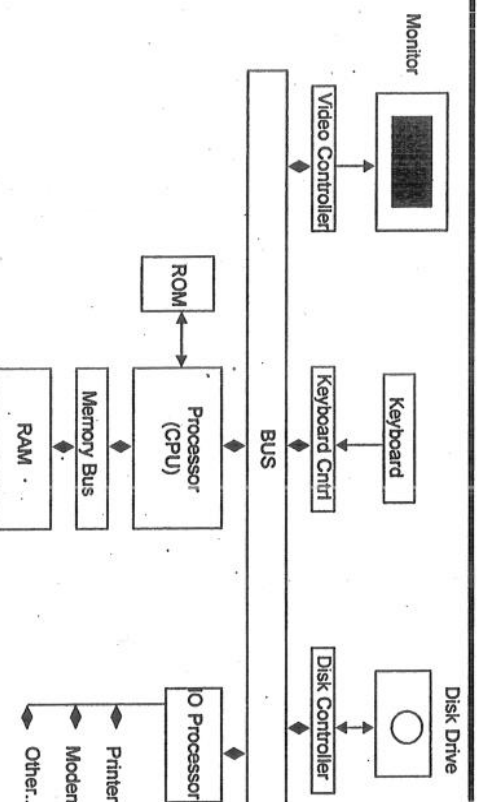 Monitor
Keyboard
Disk Drive
Video Controller
Keyboard Cntrl
Disk Controller
BUS
ROM
Processor
(CPU)
IO Processor
Memory Bus
RAM
Printer
Modem
Other..